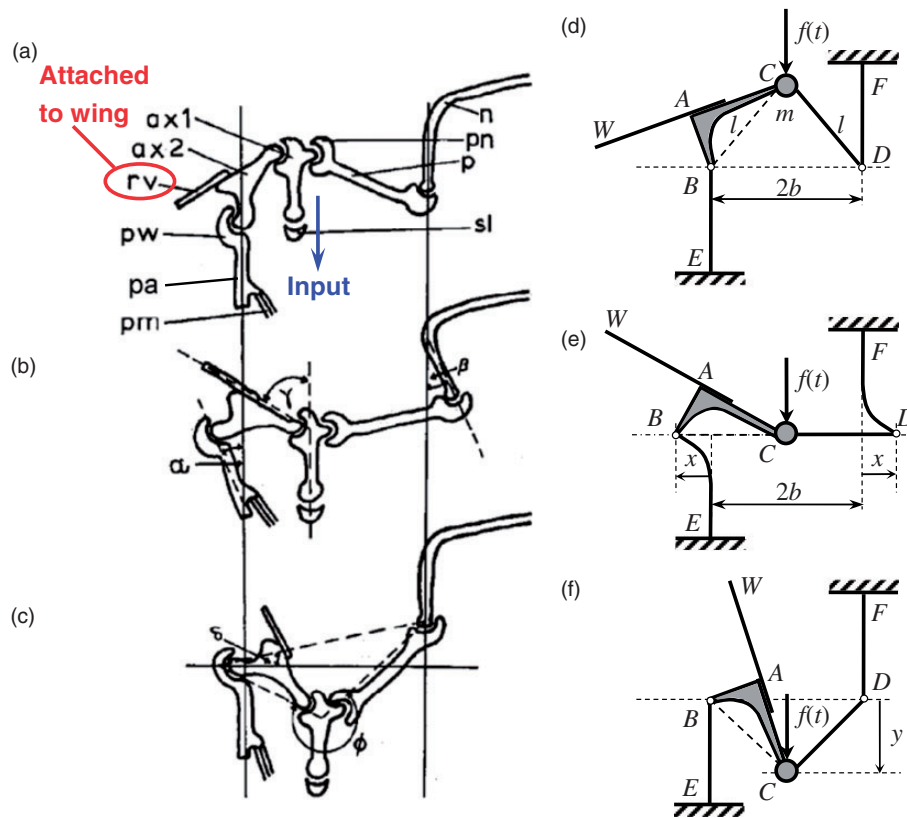 (a)
Attached
to wing
ax1
ax2
rv
pw
pa
pm
n
pn
p
sl
Input
(b)
γ
β
α
(c)
δ
ϕ
(d)
f(t)
C
A
m
F
W
l
l
B
D
2b
E
(e)
W
F
A
f(t)
B
D
C
x
x
2b
E
(f)
W
F
A
D
B
f(t)
y
E
C